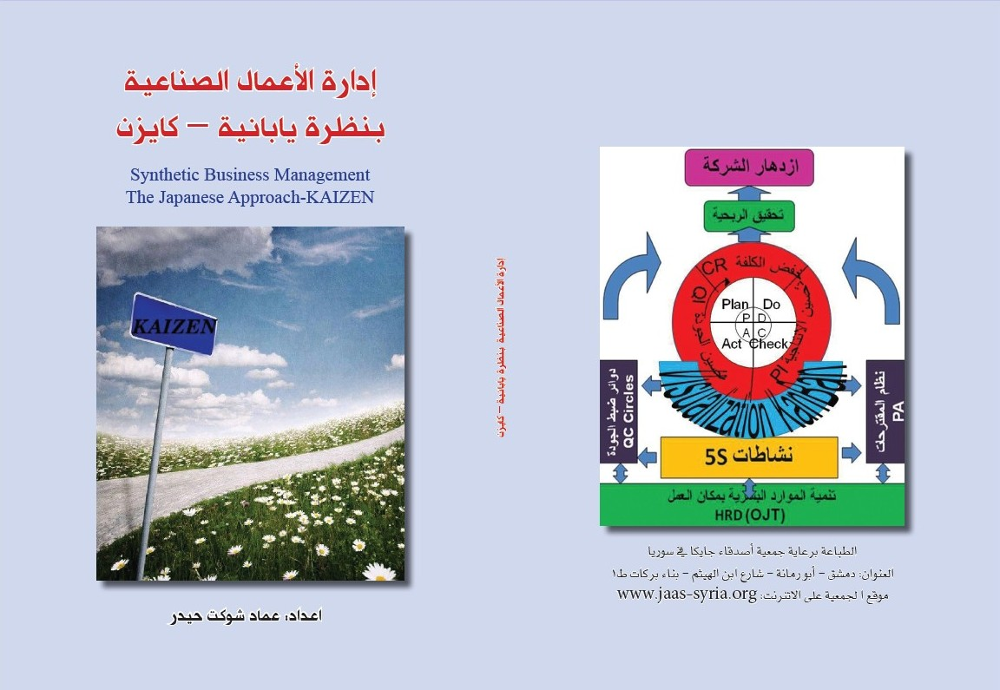 إدارة الأعمال الصناعية
بنظرة يابانية – كايزن
Synthetic Business Management
The Japanese Approach-KAIZEN
KAIZEN
اعداد: عماد شوكت حيدر
إدارة الأعمال الصناعية بنظرة يابانية – كايزن
ازدهار الشركة
تحقيق الربحية
خفض الكلفة CR
تحسين الانتاجية PI
تحسين الجودة QI
Plan Do
P D
A C
Act Check
Visualization Kanban
دوائر ضبط الجودة
QC Circles
نظام المقترحات
PA
نشاطات 5S
تنمية الموارد البشرية بمكان العمل
HRD (OJT)
الطباعة برعاية جمعية أصدقاء جايكا في سوريا
العنوان: دمشق - أبو رمانة - شارع ابن الهيثم - بناء بركات ط١
موقع الجمعية على الانترنت: www.jaas-syria.org